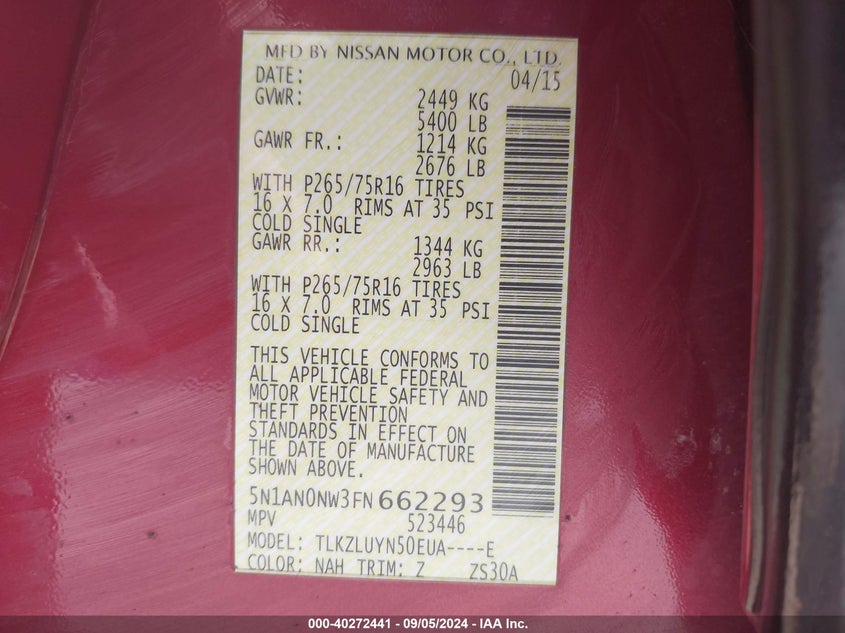 MFD BY NISSAN MOTOR CO., LTD.
DATE: 04/15
GVWR: 2449 KG
5400 LB
GAWR FR.: 1214 KG
2676 LB
WITH P265/75R16 TIRES
16 X 7.0 RIMS AT 35 PSI
COLD SINGLE
GAWR RR.: 1344 KG
2963 LB
WITH P265/75R16 TIRES
16 X 7.0 RIMS AT 35 PSI
COLD SINGLE
THIS VEHICLE CONFORMS TO
ALL APPLICABLE FEDERAL
MOTOR VEHICLE SAFETY AND
THEFT PREVENTION
STANDARDS IN EFFECT ON
THE DATE OF MANUFACTURE
SHOWN ABOVE.
5N1AN0NW3FN662293
MPV 523446
MODEL: TLKZLUYN50EUA----E
COLOR: NAH TRIM: Z ZS30A
000-40272441 - 09/05/2024 - IAA Inc.